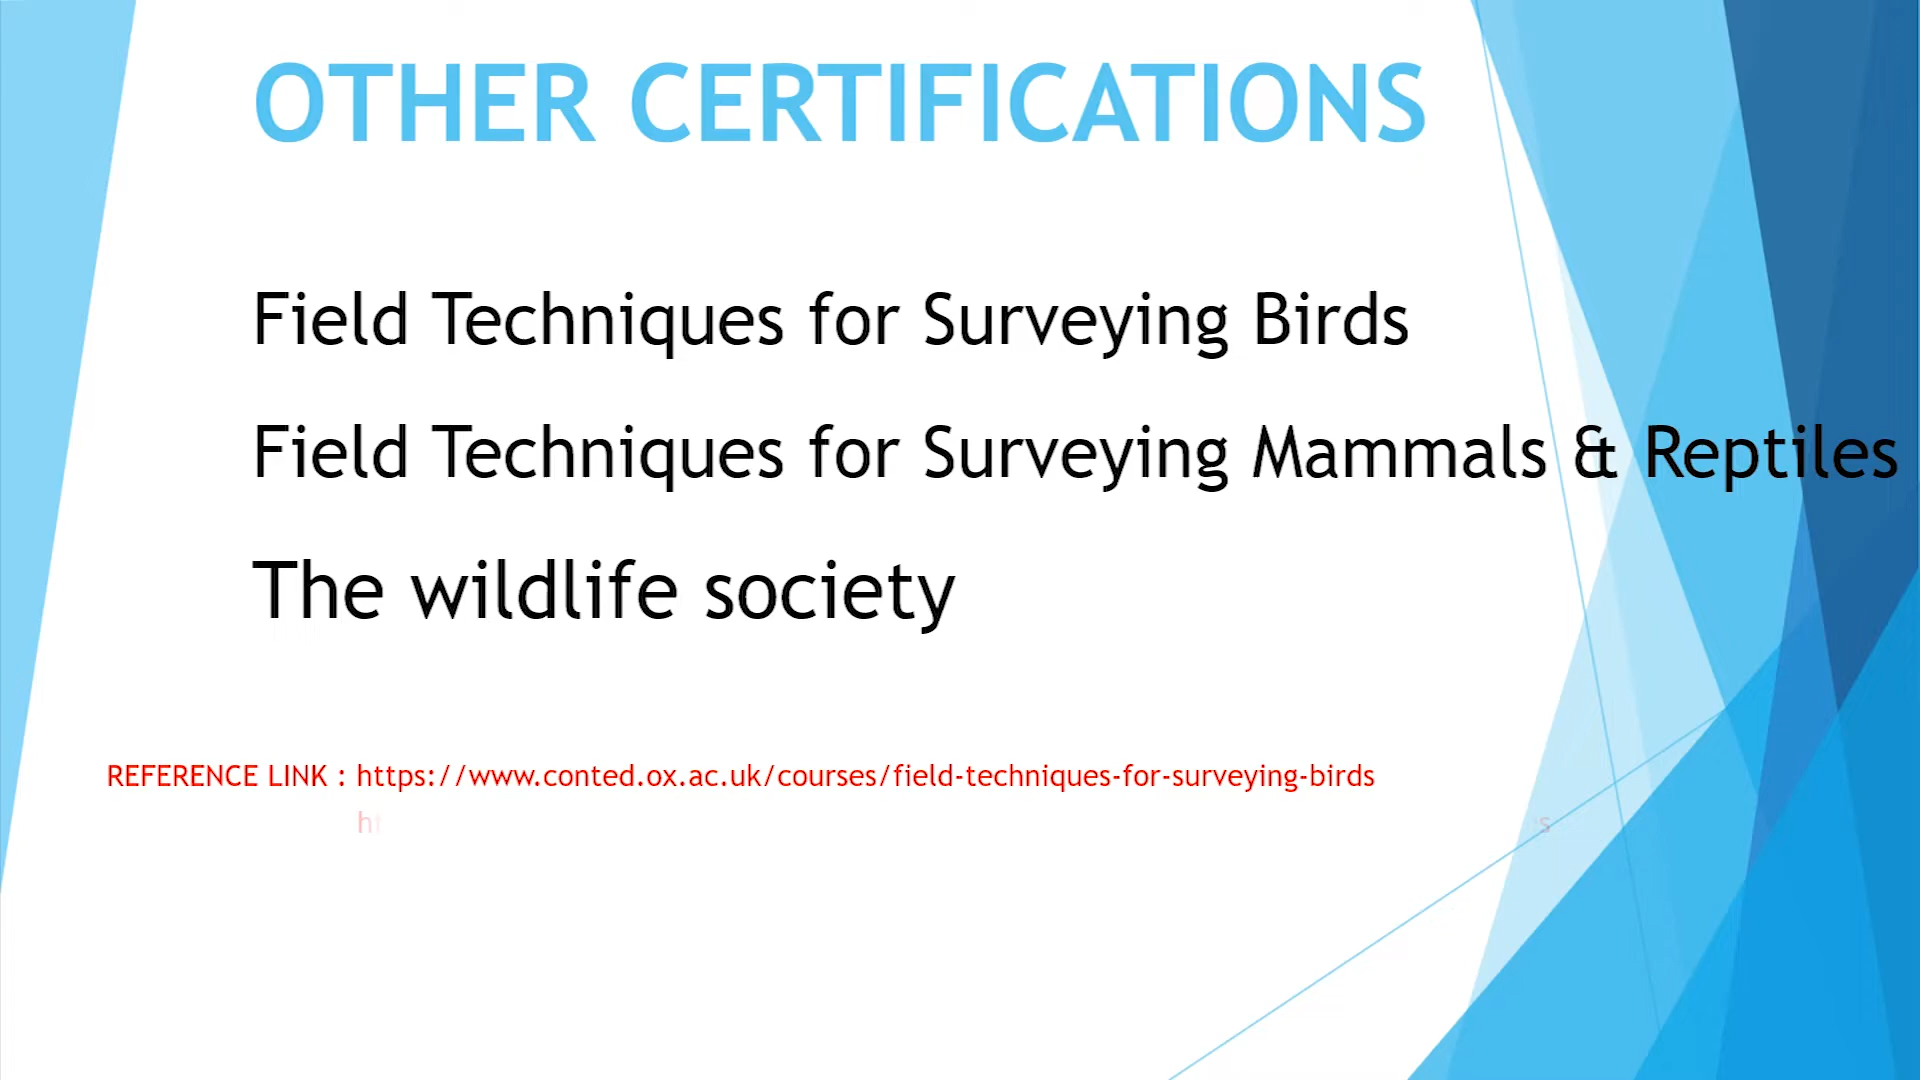 OTHER CERTIFICATIONS
Field Techniques for Surveying Birds
Field Techniques for Surveying Mammals & Reptiles
The wildlife society
REFERENCE LINK : https://www.conted.ox.ac.uk/courses/field-techniques-for-surveying-birds